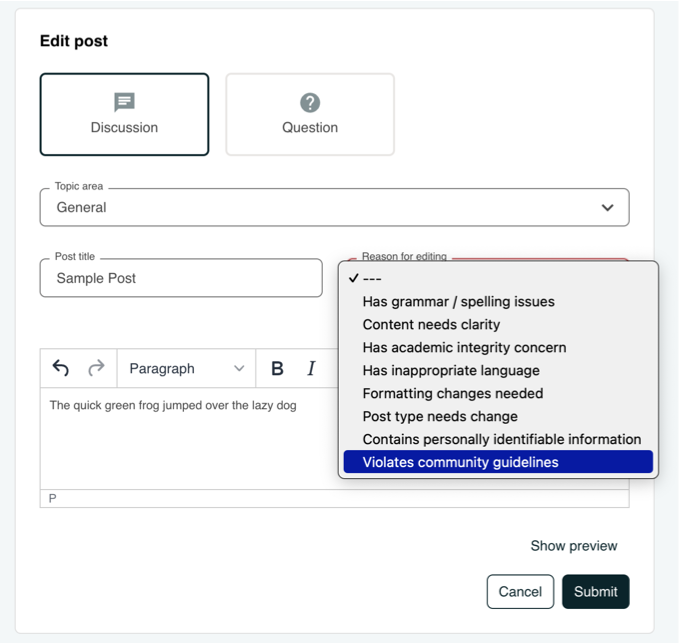 Edit post
Discussion
Question
Topic area
General
Post title
Sample Post
Reason for editing
✓ ---
Has grammar / spelling issues
Content needs clarity
Has academic integrity concern
Has inappropriate language
Formatting changes needed
Post type needs change
Contains personally identifiable information
Violates community guidelines
Paragraph B I
The quick green frog jumped over the lazy dog
P
Show preview
Cancel Submit